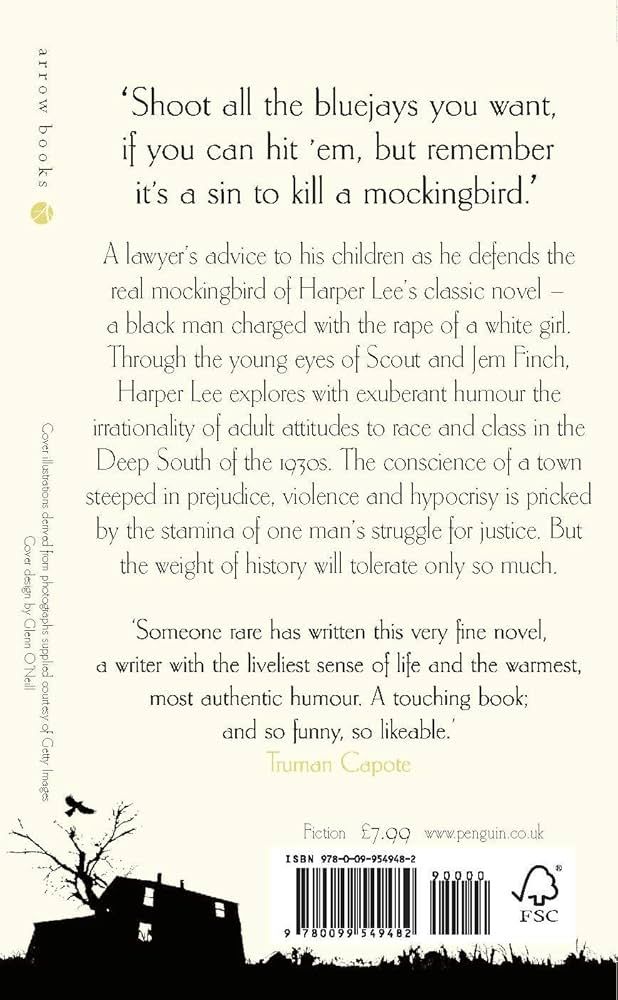 arrow books
'Shoot all the bluejays you want,
if you can hit 'em, but remember
it's a sin to kill a mockingbird.'
A lawyer's advice to his children as he defends the
real mockingbird of Harper Lee's classic novel –
a black man charged with the rape of a white girl.
Through the young eyes of Scout and Jem Finch,
Harper Lee explores with exuberant humour the
irrationality of adult attitudes to race and class in the
Deep South of the 1930s. The conscience of a town
steeped in prejudice, violence and hypocrisy is pricked
by the stamina of one man's struggle for justice. But
the weight of history will tolerate only so much.
'Someone rare has written this very fine novel,
a writer with the liveliest sense of life and the warmest,
most authentic humour. A touching book;
and so funny, so likeable.'
Truman Capote
Cover illustrations derived from photographs supplied courtesy of Getty Images
Cover design by Glenn O'Neill
Fiction £7.99 www.penguin.co.uk
ISBN 978-0-09-954948-2
90000
9 780099 549482
FSC®